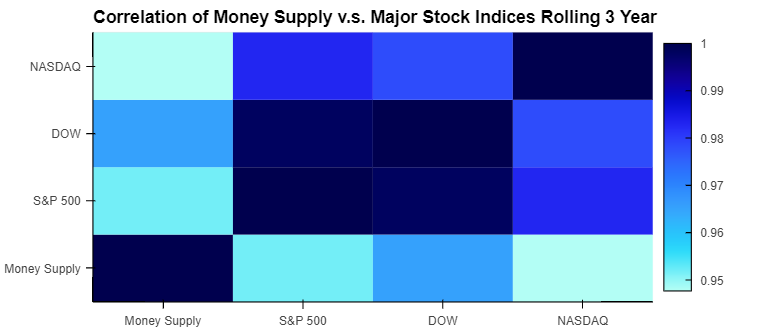 Correlation of Money Supply v.s. Major Stock Indices Rolling 3 Year
NASDAQ
DOW
S&P 500
Money Supply
Money Supply S&P 500 DOW NASDAQ
1
0.99
0.98
0.97
0.96
0.95